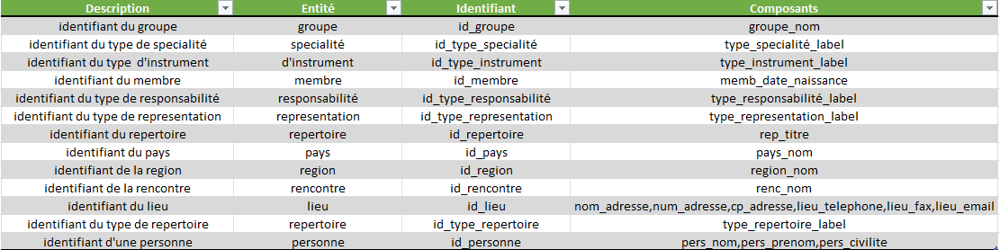 Description Entité Identifiant Composants
identifiant du groupe groupe id_groupe groupe_nom
identifiant du type de specialité specialité id_type_specialité type_specialité_label
identifiant du type  d'instrument d'instrument id_type_instrument type_instrument_label
identifiant du membre membre id_membre memb_date_naissance
identifiant du type de responsabilité responsabilité id_type_responsabilité type_responsabilité_label
identifiant du type de representation representation id_type_representation type_representation_label
identifiant du repertoire repertoire id_repertoire rep_titre
identifiant du pays pays id_pays pays_nom
identifiant de la region region id_region region_nom
identifiant de la rencontre rencontre id_rencontre renc_nom
identifiant du lieu lieu id_lieu nom_adresse,num_adresse,cp_adresse,lieu_telephone,lieu_fax,lieu_email
identifiant du type de repertoire repertoire id_type_repertoire type_repertoire_label
identifiant d'une personne personne id_personne pers_nom,pers_prenom,pers_civilite